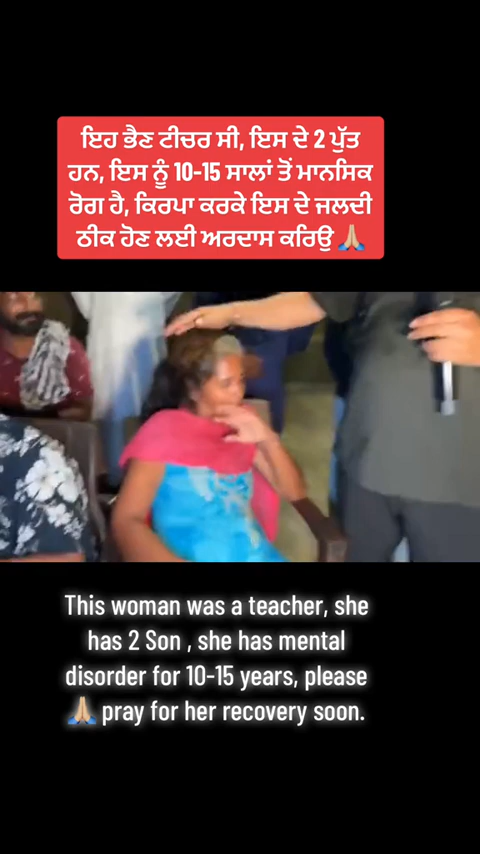 ਇਹ ਭੈਣ ਟੀਚਰ ਸੀ, ਇਸ ਦੇ 2 ਪੁੱਤ
ਹਨ, ਇਸ ਨੂੰ 10-15 ਸਾਲਾਂ ਤੋਂ ਮਾਨਸਿਕ
ਰੋਗ ਹੈ, ਕਿਰਪਾ ਕਰਕੇ ਇਸ ਦੇ ਜਲਦੀ
ਠੀਕ ਹੋਣ ਲਈ ਅਰਦਾਸ ਕਰਿਉ 🙏🏼
This woman was a teacher, she
has 2 Son , she has mental
disorder for 10-15 years, please
🙏🏼 pray for her recovery soon.